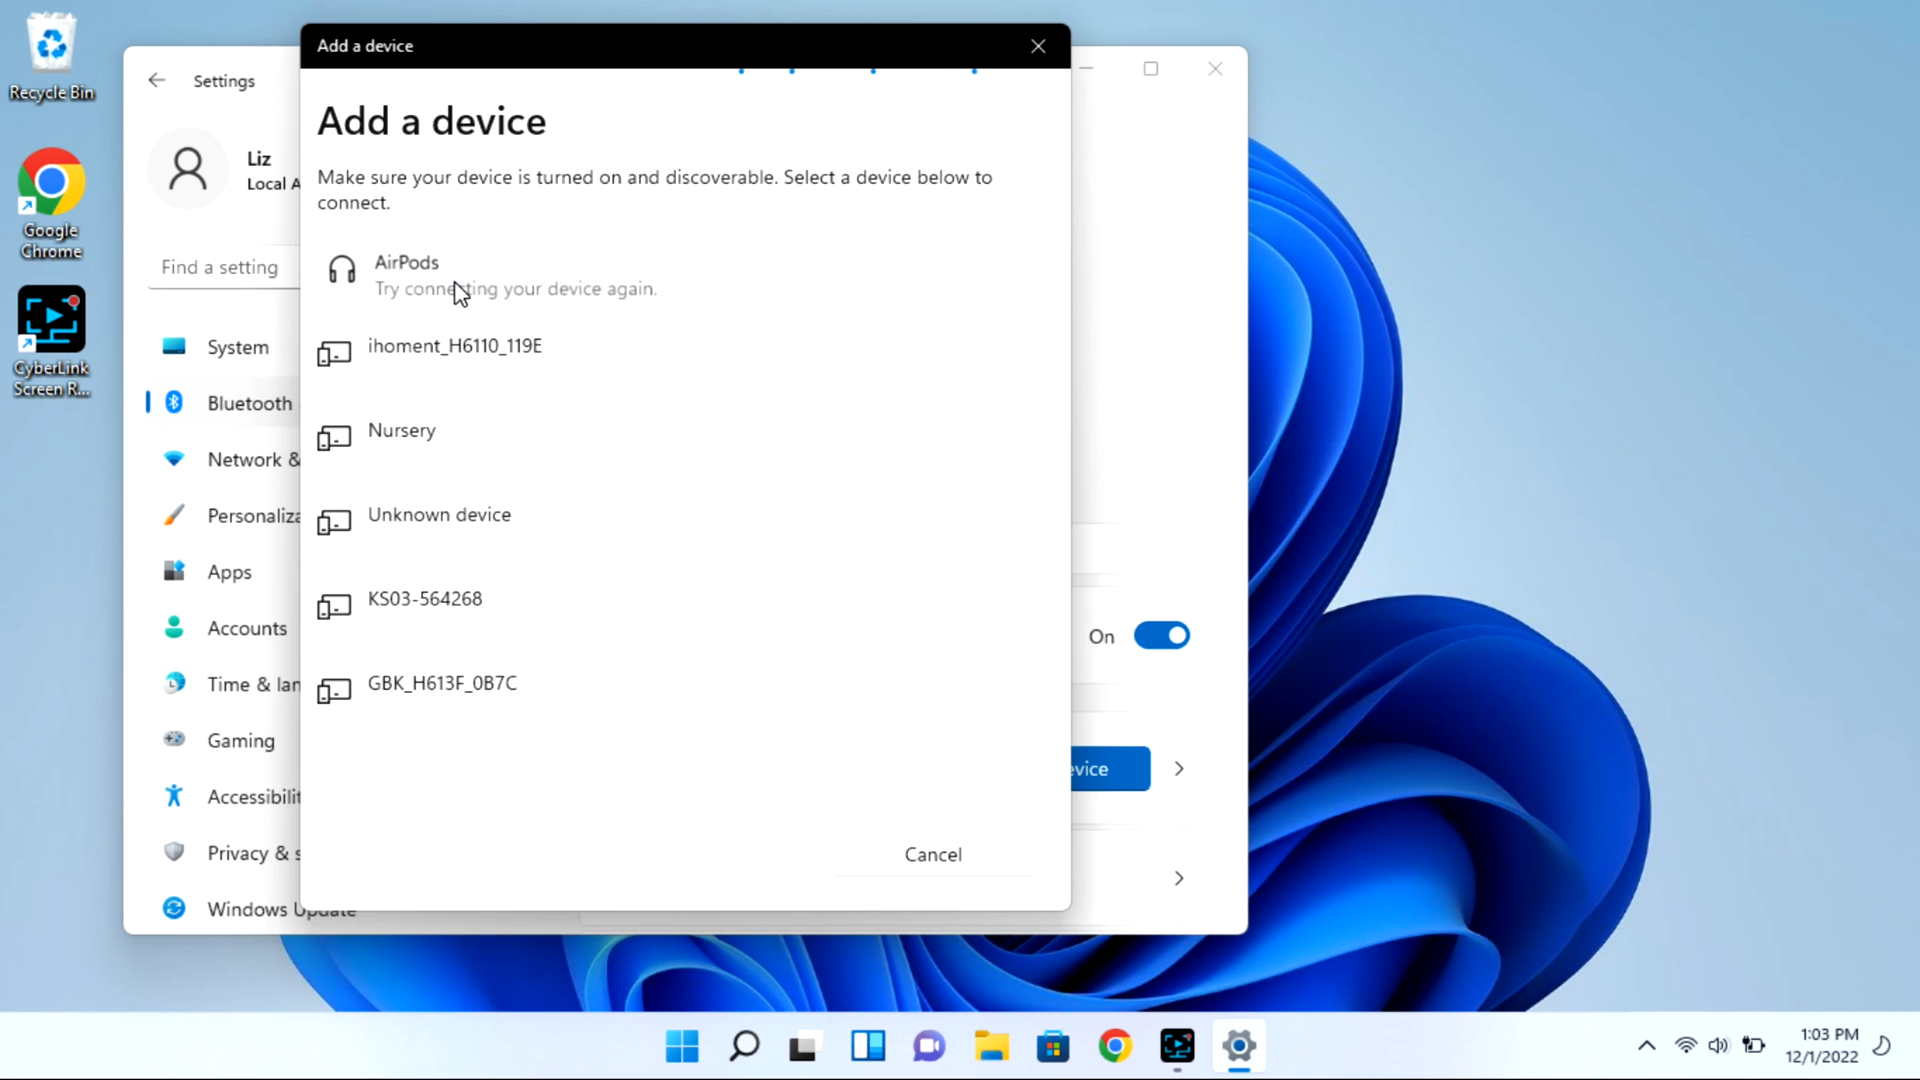 Recycle Bin
Google
Chrome
CyberLink
Screen R...
Settings
Liz
Local A
Find a setting
System
Bluetooth
Network &
Personaliza
Apps
Accounts
Time & lan
Gaming
Accessibilit
Privacy & s
Windows Update
Add a device
Add a device
Make sure your device is turned on and discoverable. Select a device below to
connect.
AirPods
Try connecting your device again.
ihoment_H6110_119E
Nursery
Unknown device
KS03-564268
GBK_H613F_0B7C
Cancel
On
evice
1:03 PM
12/1/2022